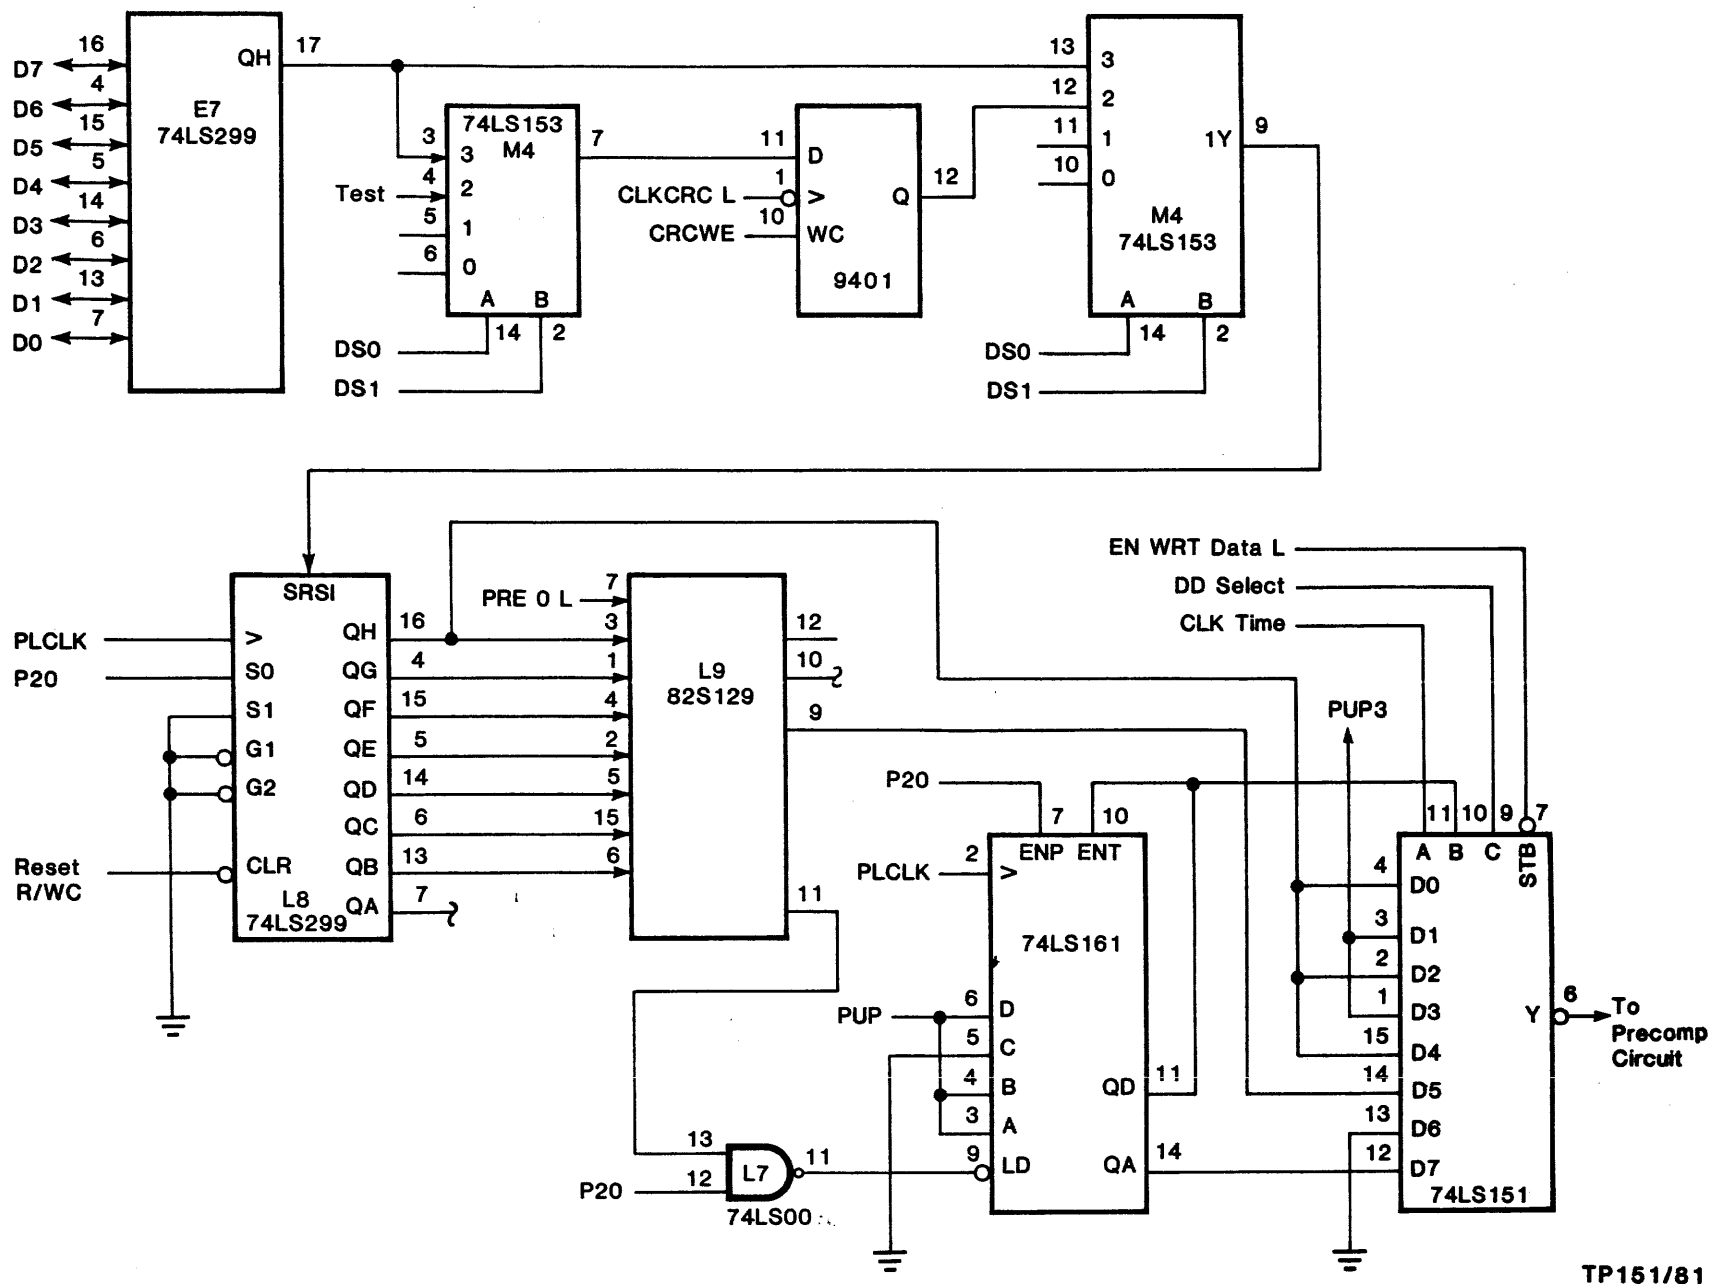 D7
16
D6
4
D5
15
D4
5
D3
14
D2
6
D1
13
D0
7
QH
17
E7
74LS299
74LS153
M4
3
3
Test
4
2
5
1
6
0
A
B
14
2
DS0
DS1
7
11
D
CLKCRC L
1
>
CRCWE
10
WC
Q
12
9401
13
3
12
2
11
1
10
0
1Y
9
M4
74LS153
A
B
14
2
DS0
DS1
SRSI
PLCLK
>
P20
S0
S1
G1
G2
Reset
R/WC
CLR
L8
74LS299
QH
16
QG
4
QF
15
QE
5
QD
14
QC
6
QB
13
QA
7
PRE 0 L
7
3
1
4
2
5
15
6
L9
82S129
12
10
9
11
EN WRT Data L
DD Select
CLK Time
PUP3
P20
7
10
ENP
ENT
PLCLK
2
>
74LS161
PUP
6
D
5
C
4
B
3
A
9
LD
QD
11
QA
14
13
P20
12
L7
11
74LS00
11
10
9
7
A
B
C
STB
4
D0
3
D1
2
D2
1
D3
15
D4
14
D5
13
D6
12
D7
Y
6
To
Precomp
Circuit
74LS151
TP151/81